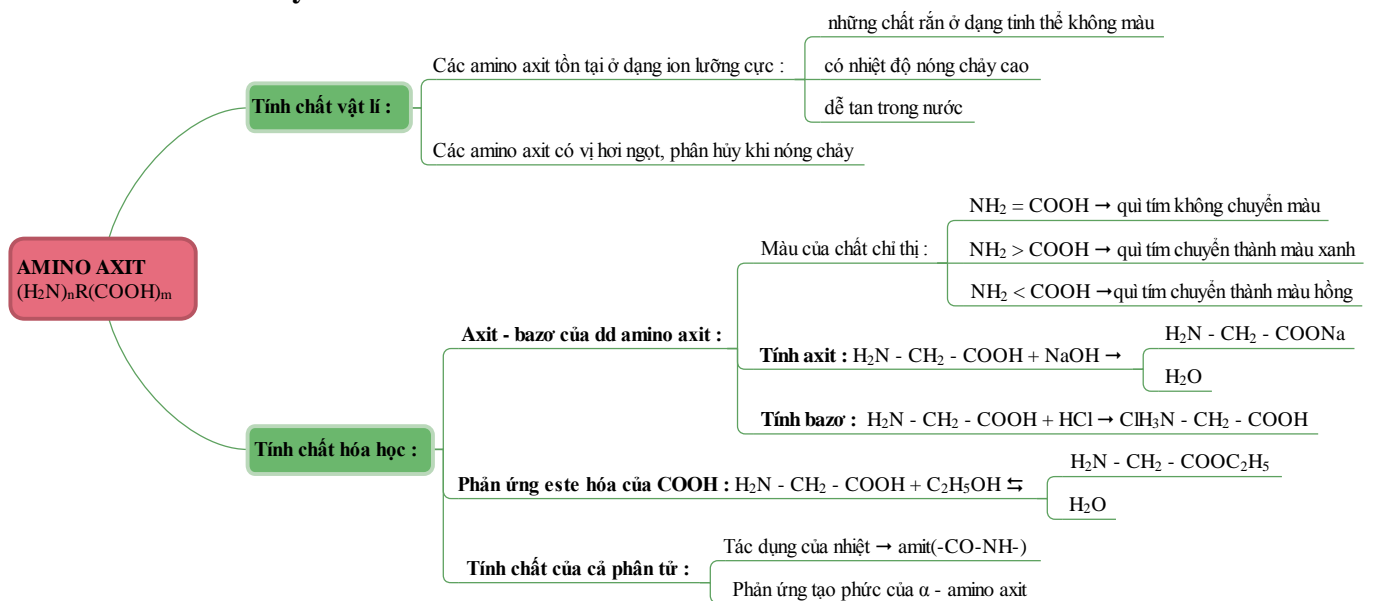 AMINO AXIT
(H₂N)ₙR(COOH)ₘ
Tính chất vật lí :
Các amino axit tồn tại ở dạng ion lưỡng cực :
những chất rắn ở dạng tinh thể không màu
có nhiệt độ nóng chảy cao
dễ tan trong nước
Các amino axit có vị hơi ngọt, phân hủy khi nóng chảy
Tính chất hóa học :
Axit - bazơ của dd amino axit :
Màu của chất chỉ thị :
NH₂ = COOH → quì tím không chuyển màu
NH₂ > COOH → quì tím chuyển thành màu xanh
NH₂ < COOH →quì tím chuyển thành màu hồng
Tính axit : H₂N - CH₂ - COOH + NaOH →
H₂N - CH₂ - COONa
H₂O
Tính bazơ : H₂N - CH₂ - COOH + HCl → ClH₃N - CH₂ - COOH
Phản ứng este hóa của COOH : H₂N - CH₂ - COOH + C₂H₅OH ⇆
H₂N - CH₂ - COOC₂H₅
H₂O
Tính chất của cả phân tử :
Tác dụng của nhiệt → amit(-CO-NH-)
Phản ứng tạo phức của α - amino axit